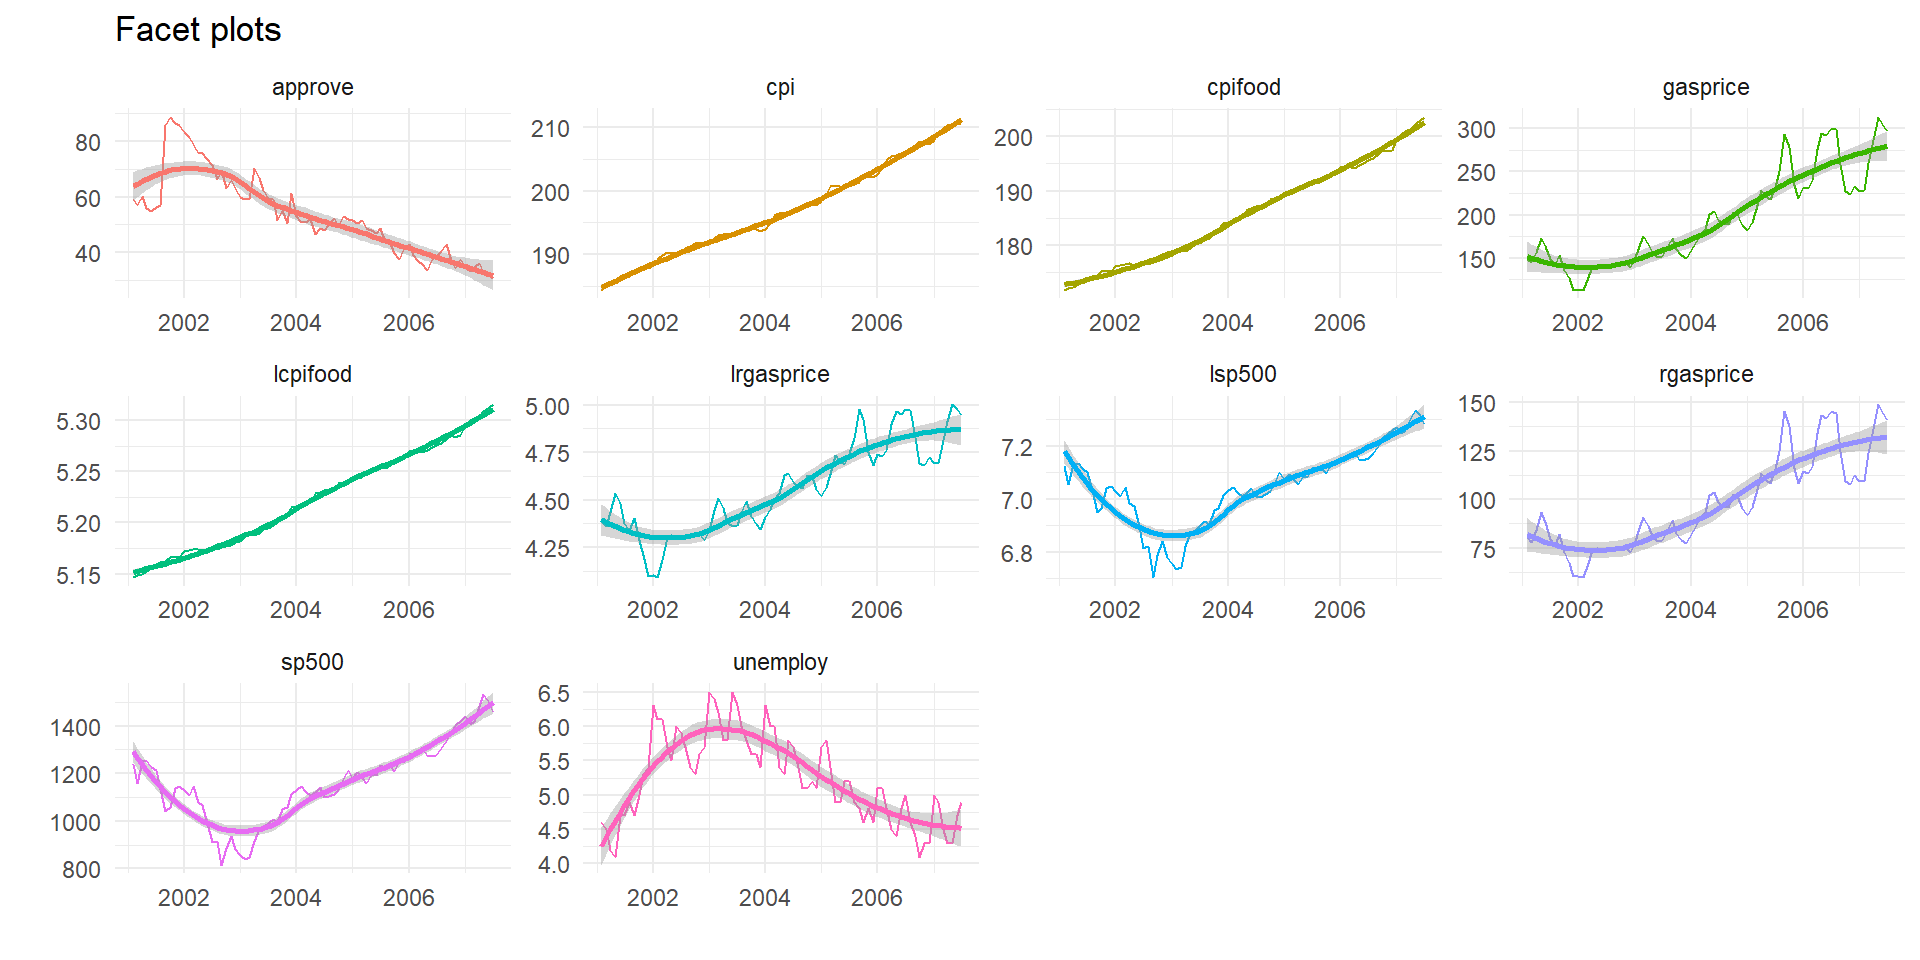 Facet plots
approve cpi cpifood gasprice
80 60 40
210 200 190
200 190 180
300 250 200 150
2002 2004 2006 2002 2004 2006 2002 2004 2006 2002 2004 2006
lcpifood lrgasprice lsp500 rgasprice
5.30 5.25 5.20 5.15
5.00 4.75 4.50 4.25
7.2 7.0 6.8
150 125 100 75
2002 2004 2006 2002 2004 2006 2002 2004 2006 2002 2004 2006
sp500 unemploy
1400 1200 1000 800
6.5 6.0 5.5 5.0 4.5 4.0
2002 2004 2006 2002 2004 2006